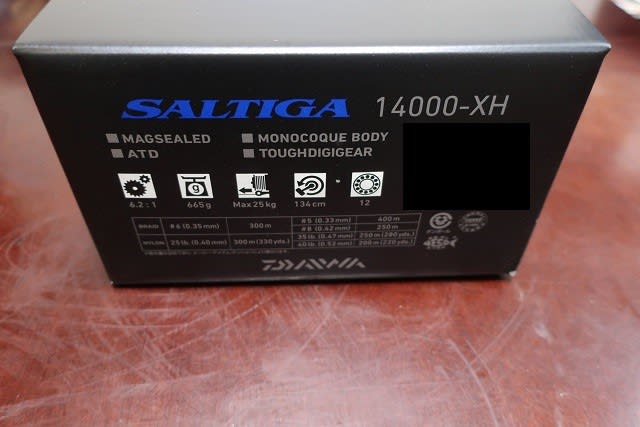 SALTIGA 14000-XH
MAGSEALED MONOCOQUE BODY
ATD TOUGHDIGIGEAR
g
6.2 : 1 665g Max25kg 134cm 12
BRAID #6 (0.35mm) 300m #5 (0.33mm) 400m
#8 (0.42mm) 250m
NYLON 25lb. (0.40mm) 300m (330yds.) 35lb. (0.47mm) 250m (280yds.)
40lb. (0.52mm) 200m (220yds.)
DAIWA